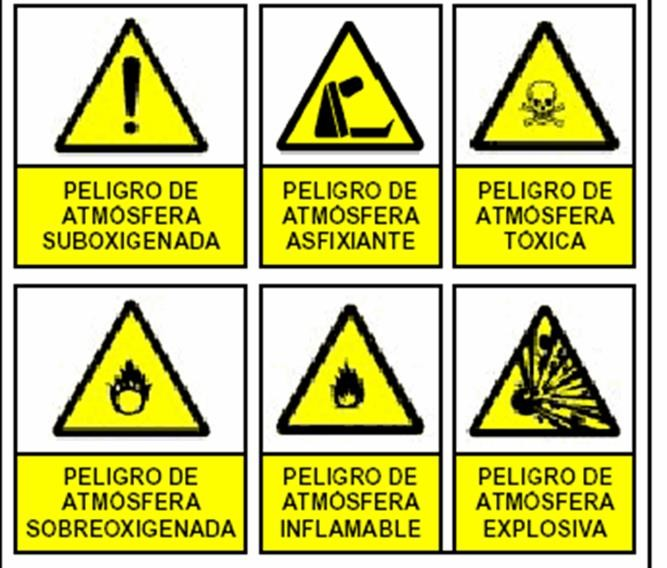 PELIGRO DE
ATMÓSFERA
SUBOXIGENADA
PELIGRO DE
ATMÓSFERA
ASFIXIANTE
PELIGRO DE
ATMÓSFERA
TÓXICA
PELIGRO DE
ATMÓSFERA
SOBREOXIGENADA
PELIGRO DE
ATMÓSFERA
INFLAMABLE
PELIGRO DE
ATMÓSFERA
EXPLOSIVA